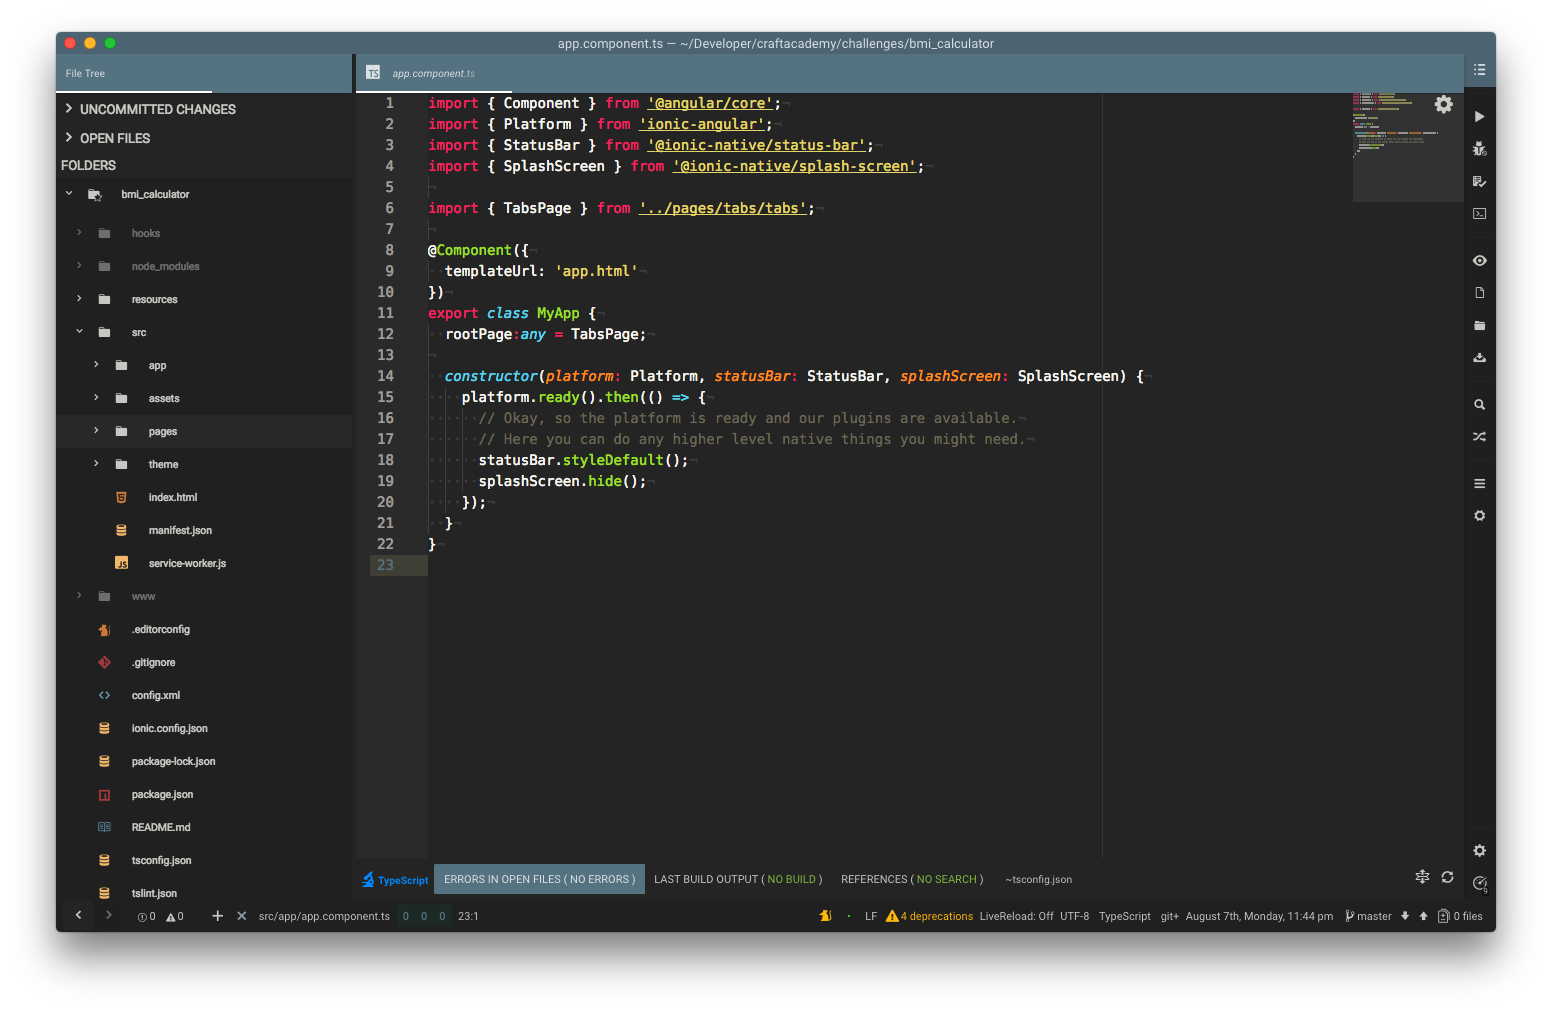 app.component.ts — ~/Developer/craftacademy/challenges/bmi_calculator
File Tree
TS app.component.ts
UNCOMMITTED CHANGES
OPEN FILES
FOLDERS
bmi_calculator
hooks
node_modules
resources
src
app
assets
pages
theme
index.html
manifest.json
JS service-worker.js
www
.editorconfig
.gitignore
config.xml
ionic.config.json
package-lock.json
package.json
README.md
tsconfig.json
tslint.json
1 import { Component } from '@angular/core';¬
2 import { Platform } from 'ionic-angular';¬
3 import { StatusBar } from '@ionic-native/status-bar';¬
4 import { SplashScreen } from '@ionic-native/splash-screen';¬
5 ¬
6 import { TabsPage } from '../pages/tabs/tabs';¬
7 ¬
8 @Component({¬
9 templateUrl: 'app.html'¬
10 })¬
11 export class MyApp {¬
12 rootPage:any = TabsPage;¬
13 ¬
14 constructor(platform: Platform, statusBar: StatusBar, splashScreen: SplashScreen) {¬
15 platform.ready().then(() => {¬
16 // Okay, so the platform is ready and our plugins are available.¬
17 // Here you can do any higher level native things you might need.¬
18 statusBar.styleDefault();¬
19 splashScreen.hide();¬
20 });¬
21 }¬
22 }¬
23
TypeScript ERRORS IN OPEN FILES ( NO ERRORS ) LAST BUILD OUTPUT ( NO BUILD ) REFERENCES ( NO SEARCH ) ~tsconfig.json
0 0 + × src/app/app.component.ts 0 0 0 23:1 LF 4 deprecations LiveReload: Off UTF-8 TypeScript git+ August 7th, Monday, 11:44 pm master 0 files
9